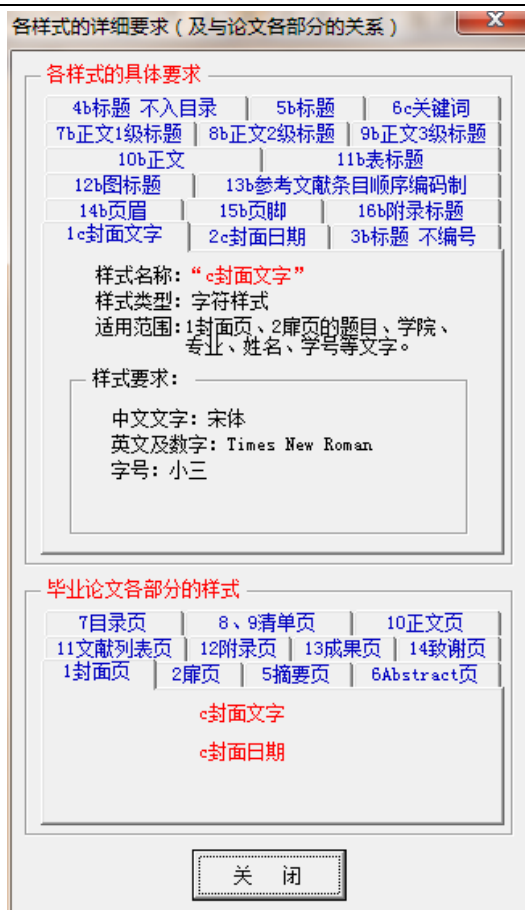 各样式的详细要求(及与论文各部分的关系)
各样式的具体要求
4b标题 不入目录 5b标题 6c关键词
7b正文1级标题 8b正文2级标题 9b正文3级标题
10b正文 11b表标题
12b图标题 13b参考文献条目顺序编码制
14b页眉 15b页脚 16b附录标题
1c封面文字 2c封面日期 3b标题 不编号
样式名称:“c封面文字”
样式类型:字符样式
适用范围:1封面页、2扉页的题目、学院、
专业、姓名、学号等文字。
样式要求:
中文文字:宋体
英文及数字:Times New Roman
字号:小三
毕业论文各部分的样式
7目录页 8、9清单页 10正文页
11文献列表页 12附录页 13成果页 14致谢页
1封面页 2扉页 5摘要页 6Abstract页
c封面文字
c封面日期
关 闭